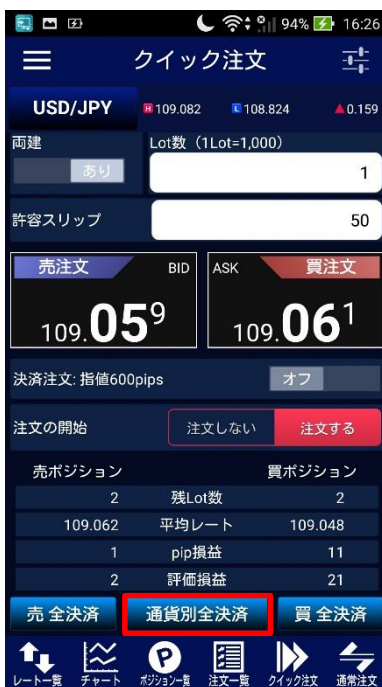 94% 16:26
クイック注文
USD/JPY H 109.082 L 108.824 ▲0.159
両建 Lot数（1Lot=1,000）
あり 1
許容スリップ 50
売注文 BID ASK 買注文
109.059 109.061
決済注文: 指値600pips オフ
注文の開始 注文しない 注文する
売ポジション 買ポジション
2 残Lot数 2
109.062 平均レート 109.048
1 pip損益 11
2 評価損益 21
売 全決済 通貨別全決済 買 全決済
レート一覧 チャート ポジション一覧 注文一覧 クイック注文 通常注文